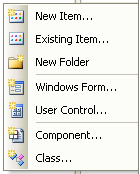 New Item...
Existing Item...
New Folder
Windows Form...
User Control...
Component...
Class...